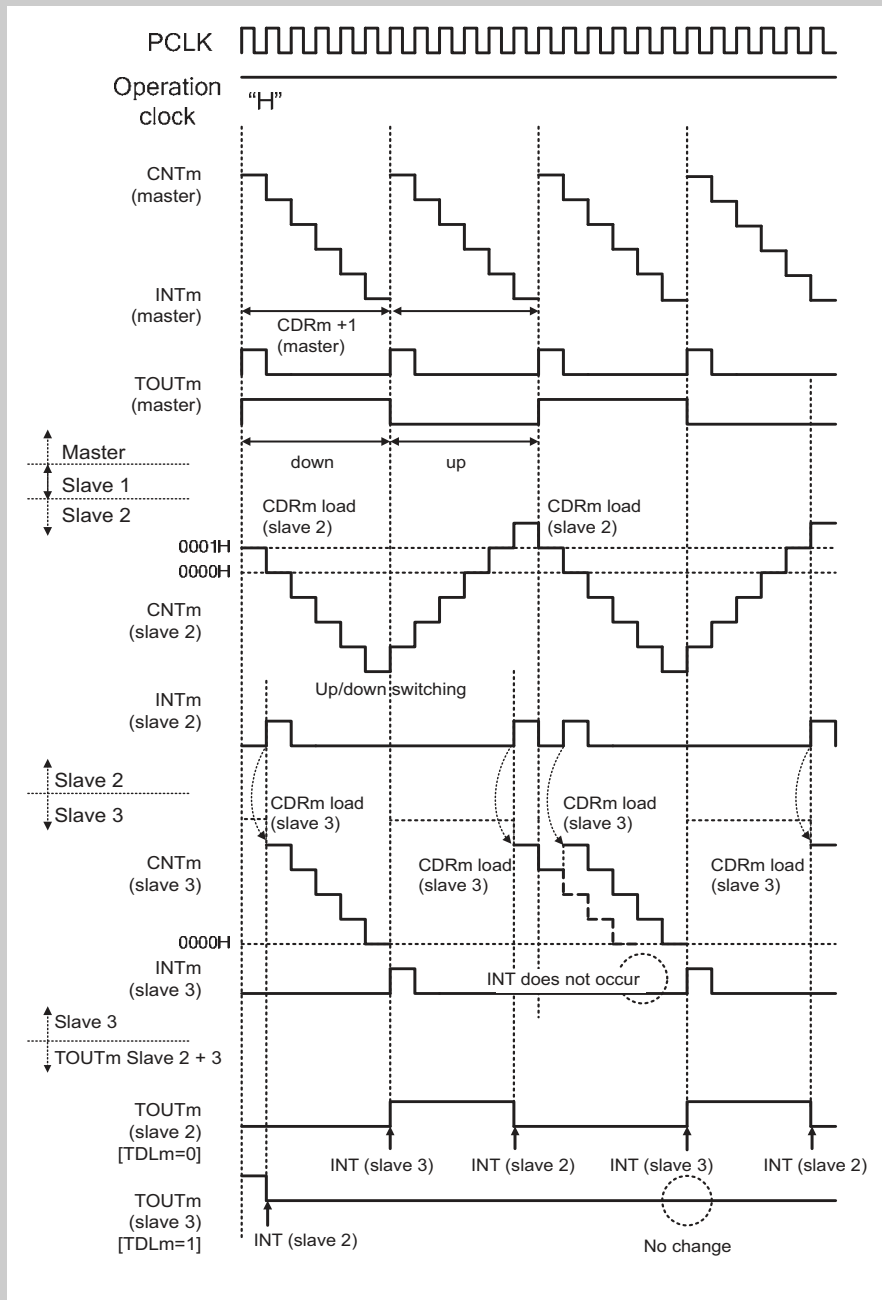 PCLK
Operation
clock
“H”
CNTm
(master)
INTm
(master)
CDRm +1
(master)
TOUTm
(master)
Master
down
up
Slave 1
Slave 2
CDRm load
(slave 2)
CDRm load
(slave 2)
0001H
0000H
CNTm
(slave 2)
Up/down switching
INTm
(slave 2)
Slave 2
Slave 3
CDRm load
(slave 3)
CDRm load
(slave 3)
CNTm
(slave 3)
CDRm load
(slave 3)
CDRm load
(slave 3)
0000H
INTm
(slave 3)
INT does not occur
Slave 3
TOUTm Slave 2 + 3
TOUTm
(slave 2)
[TDLm=0]
INT (slave 3)
INT (slave 2)
INT (slave 3)
INT (slave 2)
TOUTm
(slave 3)
[TDLm=1]
INT (slave 2)
No change